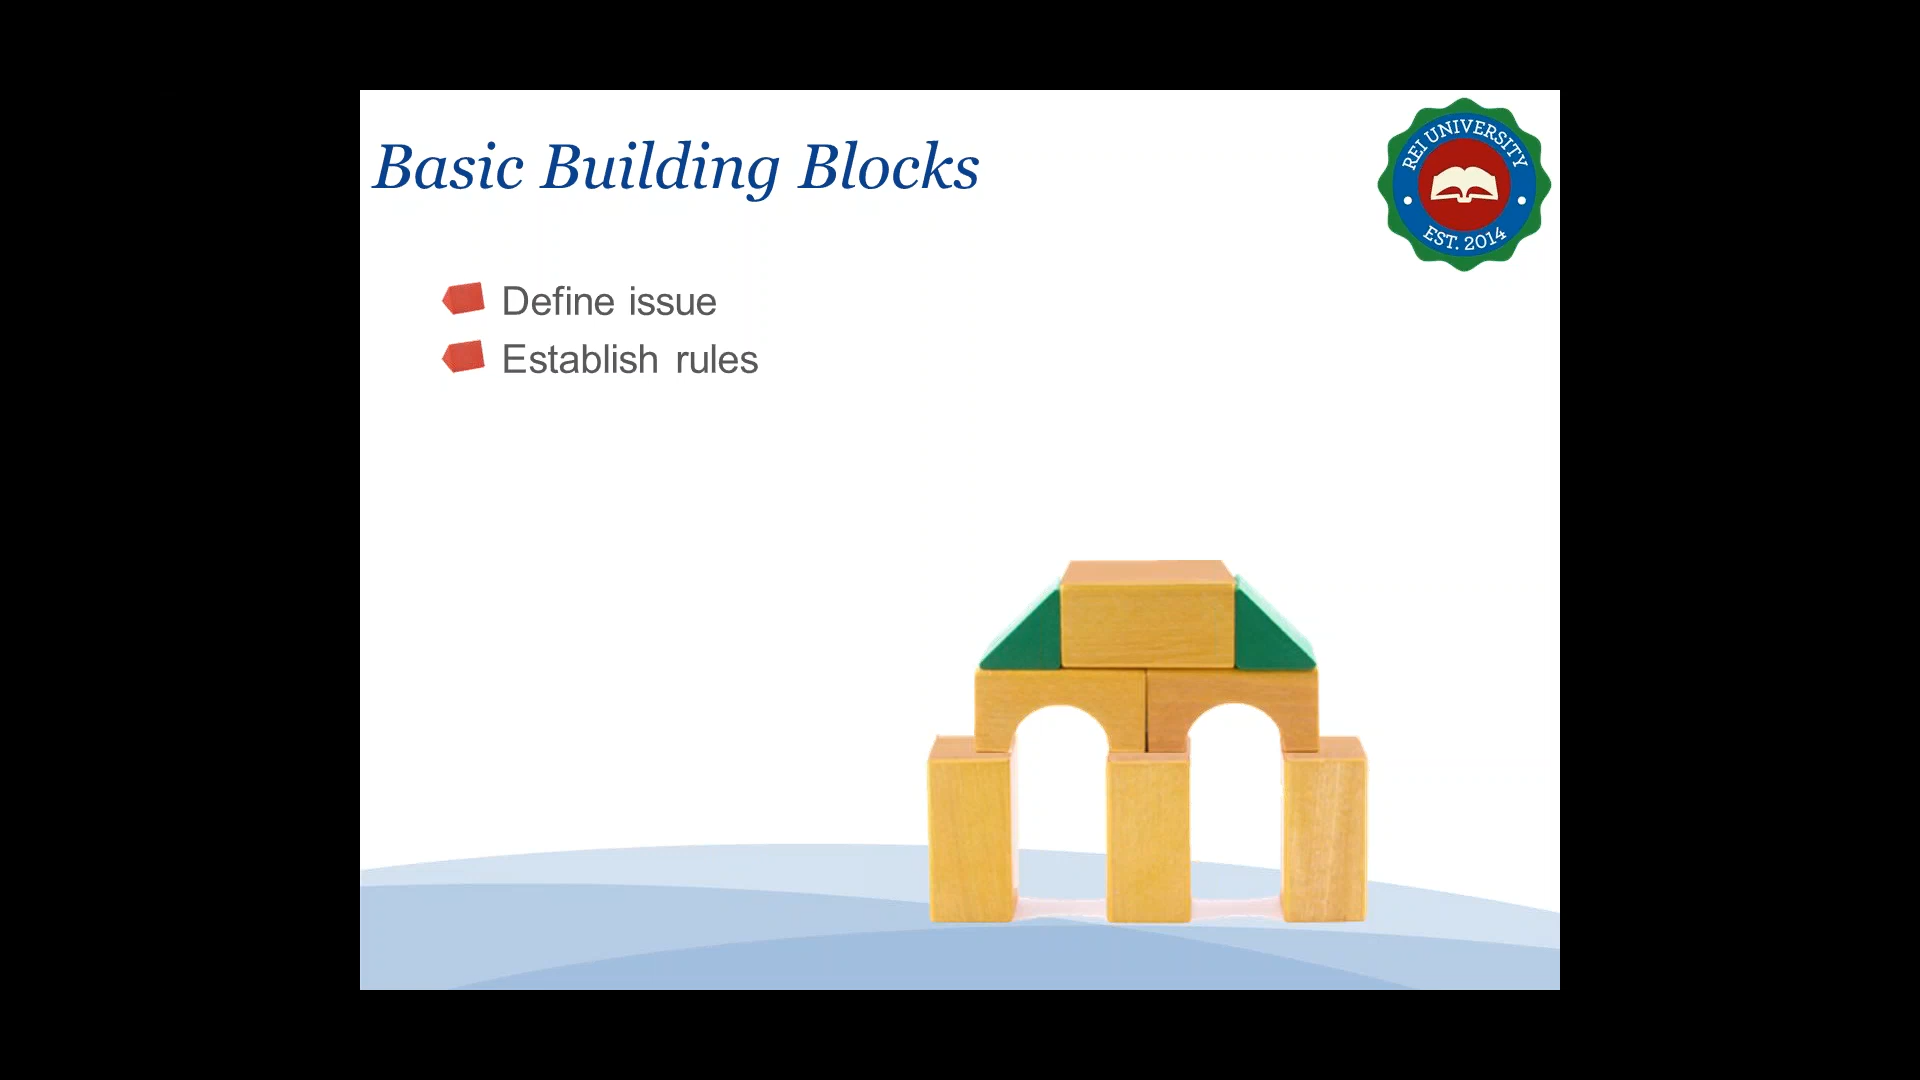 Basic Building Blocks
REI UNIVERSITY
EST. 2014
Define issue
Establish rules